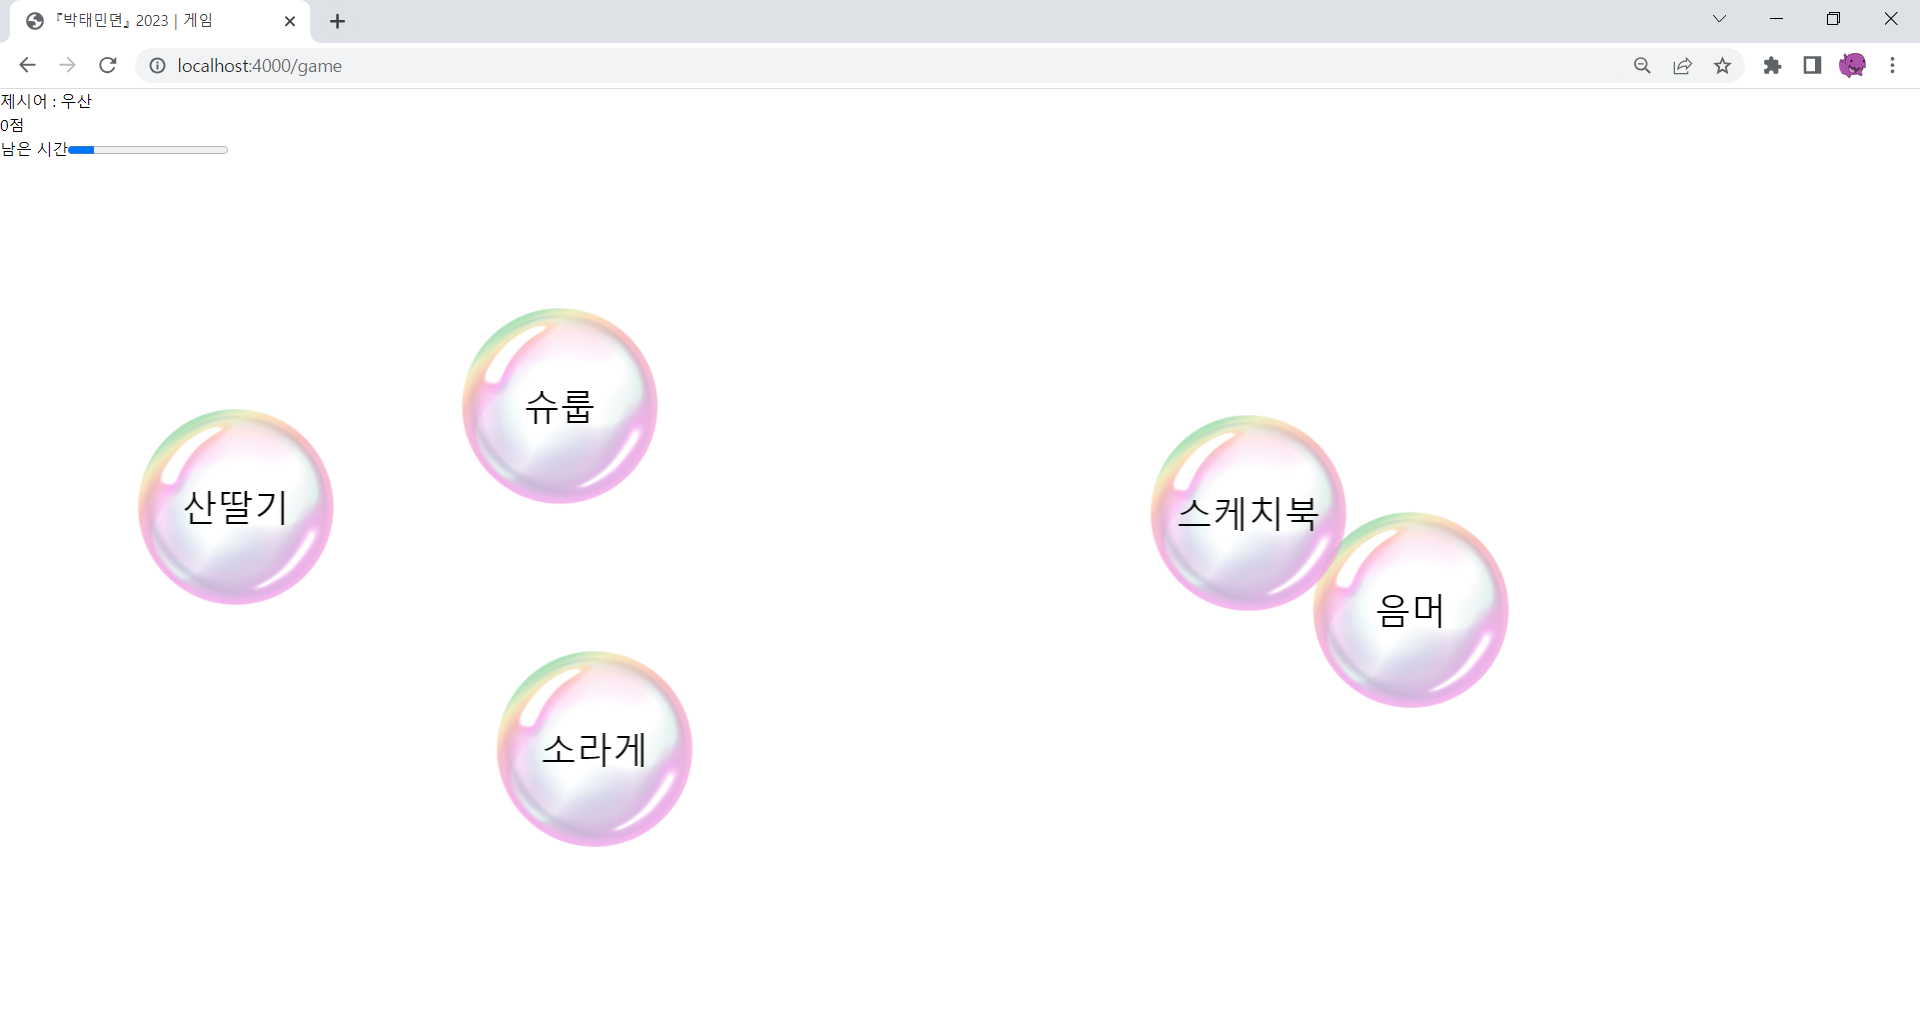 『박태민뎐』 2023 | 게임
localhost:4000/game
제시어 : 우산
0점
남은 시간
슈룹
산딸기
스케치북
음머
소라게